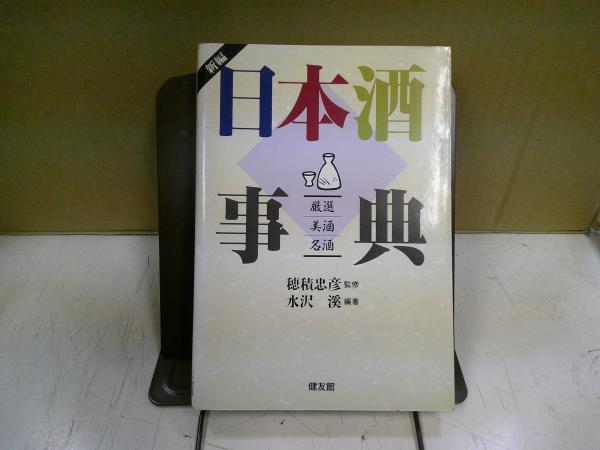 新編
日本酒
事典
厳選
美酒
名酒
穂積忠彦 監修
水沢 溪 編著
健友館